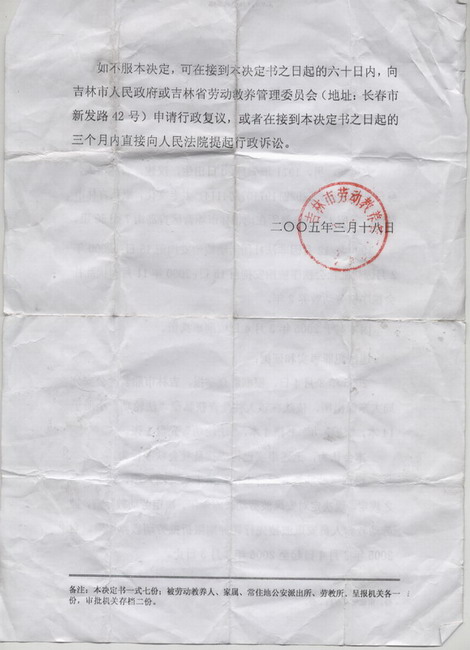 如不服本决定，可在接到本决定书之日起的六十日内，向
吉林市人民政府或吉林省劳动教养管理委员会（地址：长春市
新发路 42 号）申请行政复议，或者在接到本决定书之日起的
三个月内直接向人民法院提起行政诉讼。
吉林市劳动教养
二〇〇五年三月十八日
备注：本决定书一式七份：被劳动教养人、家属、常住地公安派出所、劳教所，呈报机关各一
份，审批机关存档二份。